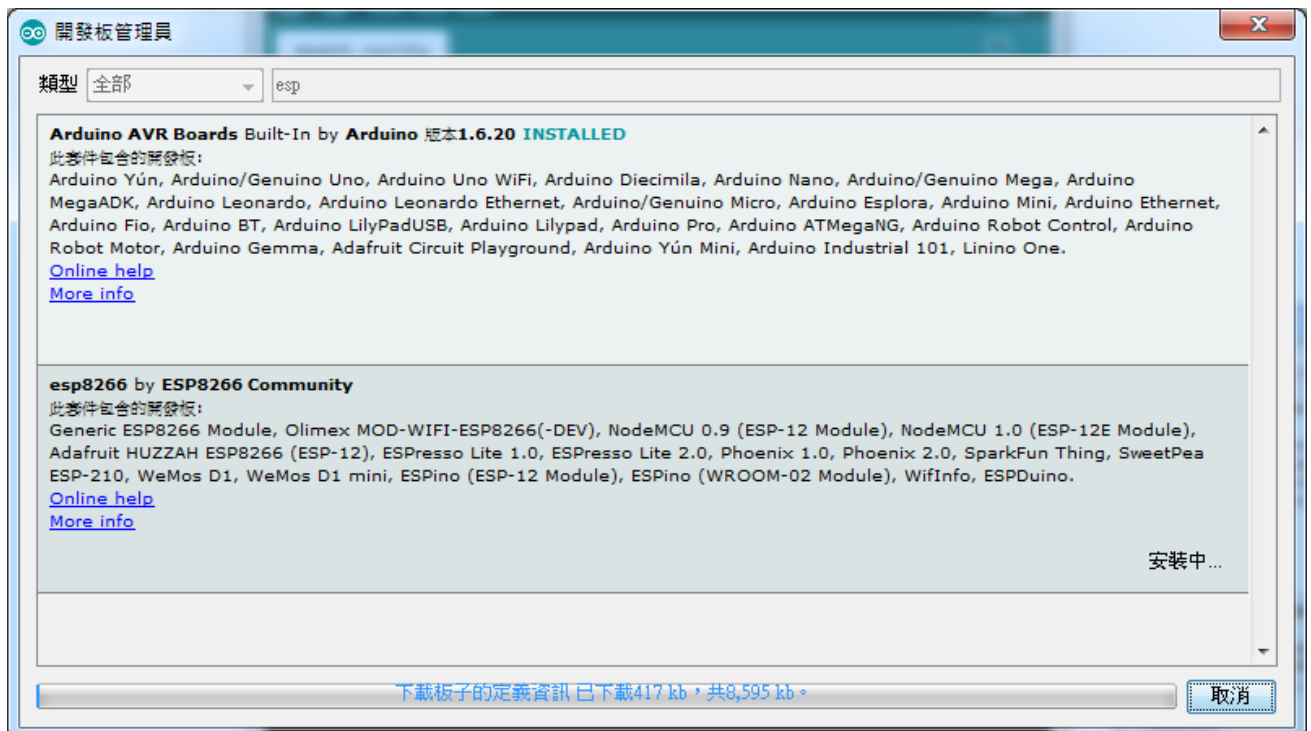 開發板管理員
類型 全部 esp
Arduino AVR Boards Built-In by Arduino 版本1.6.20 INSTALLED
此套件包含的開發板:
Arduino Yún, Arduino/Genuino Uno, Arduino Uno WiFi, Arduino Diecimila, Arduino Nano, Arduino/Genuino Mega, Arduino
MegaADK, Arduino Leonardo, Arduino Leonardo Ethernet, Arduino/Genuino Micro, Arduino Esplora, Arduino Mini, Arduino Ethernet,
Arduino Fio, Arduino BT, Arduino LilyPadUSB, Arduino Lilypad, Arduino Pro, Arduino ATMegaNG, Arduino Robot Control, Arduino
Robot Motor, Arduino Gemma, Adafruit Circuit Playground, Arduino Yún Mini, Arduino Industrial 101, Linino One.
Online help
More info
esp8266 by ESP8266 Community
此套件包含的開發板:
Generic ESP8266 Module, Olimex MOD-WIFI-ESP8266(-DEV), NodeMCU 0.9 (ESP-12 Module), NodeMCU 1.0 (ESP-12E Module),
Adafruit HUZZAH ESP8266 (ESP-12), ESPresso Lite 1.0, ESPresso Lite 2.0, Phoenix 1.0, Phoenix 2.0, SparkFun Thing, SweetPea
ESP-210, WeMos D1, WeMos D1 mini, ESPino (ESP-12 Module), ESPino (WROOM-02 Module), WifInfo, ESPDuino.
Online help
More info
安裝中...
下載板子的定義資訊 已下載417 kb，共8,595 kb。
取消